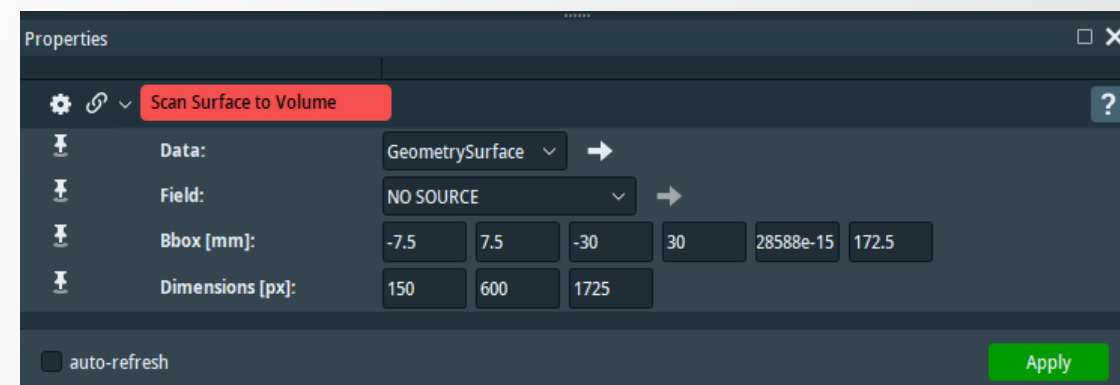 Properties
Scan Surface to Volume ?
Data: GeometrySurface
Field: NO SOURCE
Bbox [mm]: -7.5 7.5 -30 30 28588e-15 172.5
Dimensions [px]: 150 600 1725
auto-refresh Apply